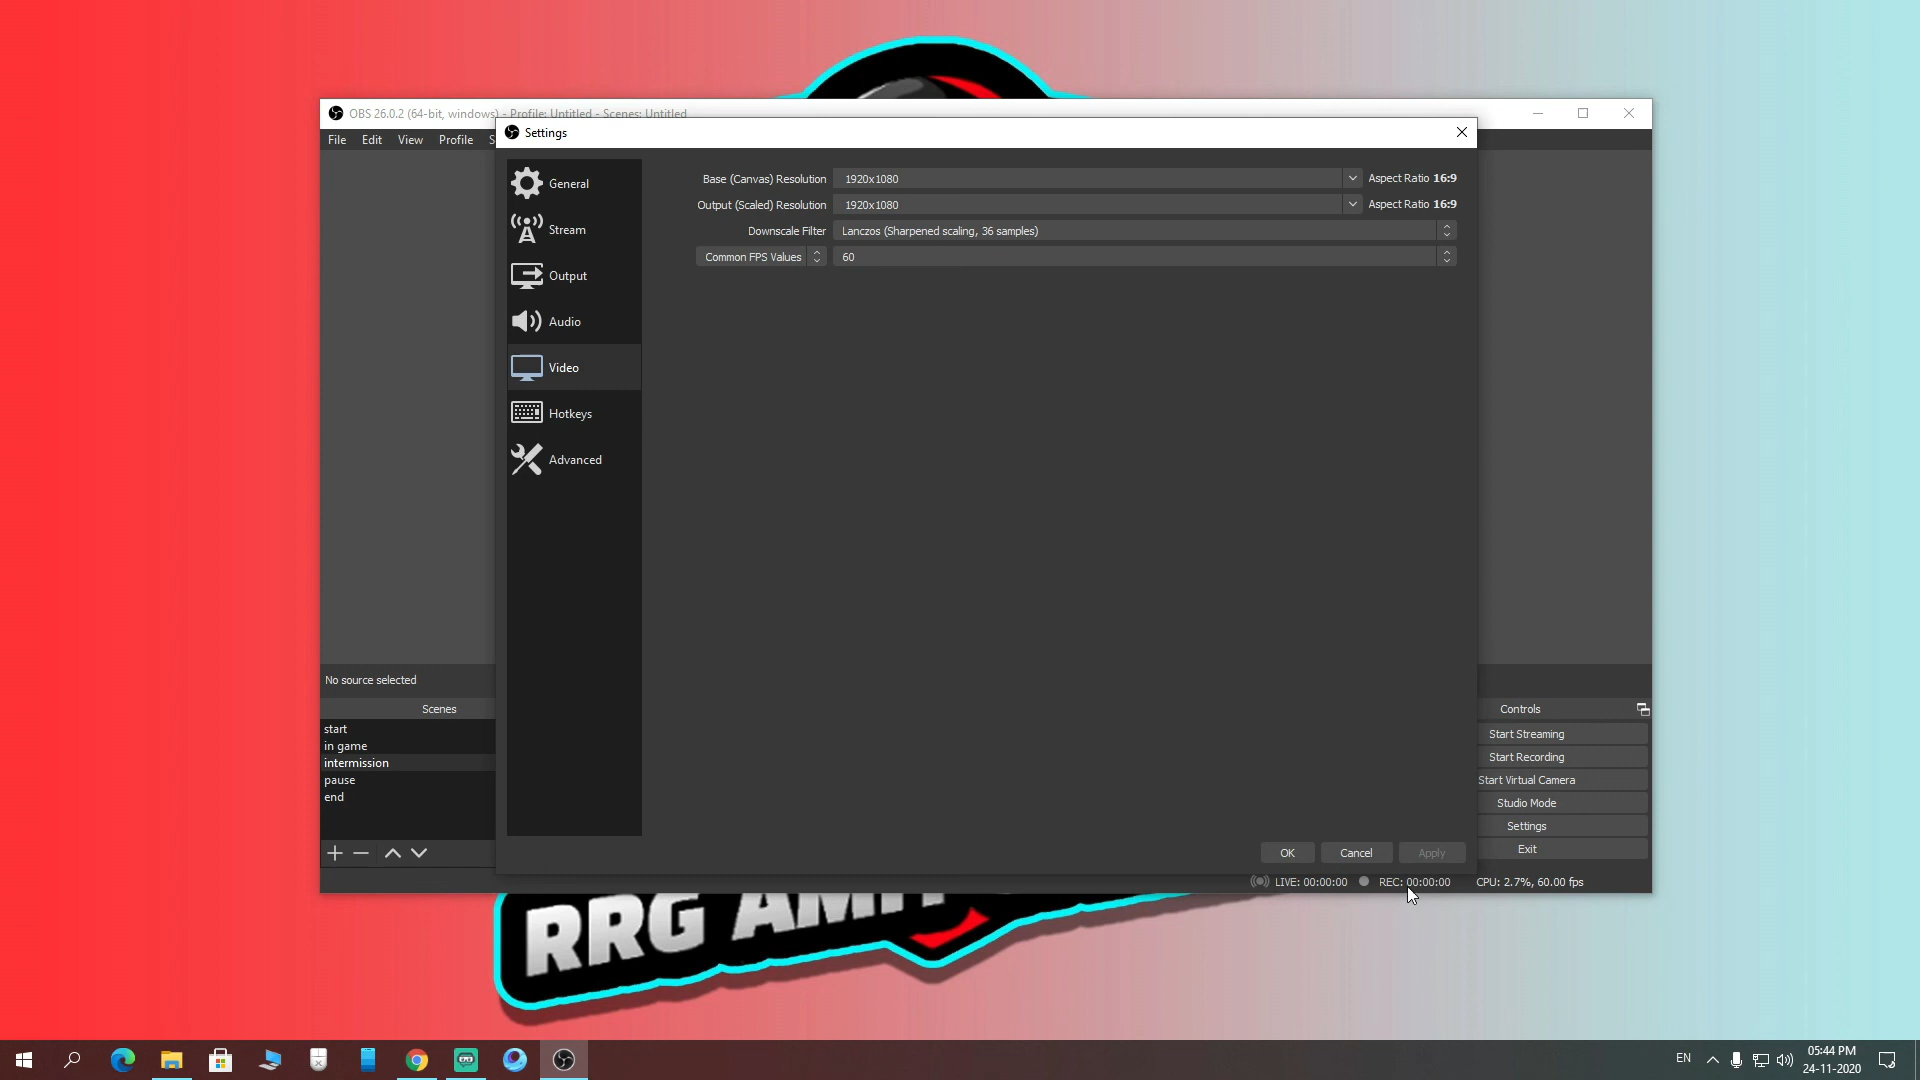 OBS 26.0.2 (64-bit, windows) - Profile: Untitled - Scenes: Untitled
Settings
File Edit View Profile S
General
Stream
Output
Audio
Video
Hotkeys
Advanced
Base (Canvas) Resolution 1920x1080 Aspect Ratio 16:9
Output (Scaled) Resolution 1920x1080 Aspect Ratio 16:9
Downscale Filter Lanczos (Sharpened scaling, 36 samples)
Common FPS Values 60
No source selected
Scenes
start
in game
intermission
pause
end
Controls
Start Streaming
Start Recording
Start Virtual Camera
Studio Mode
Settings
Exit
OK Cancel Apply
LIVE: 00:00:00 REC: 00:00:00 CPU: 2.7%, 60.00 fps
RRG
EN
05:44 PM
24-11-2020